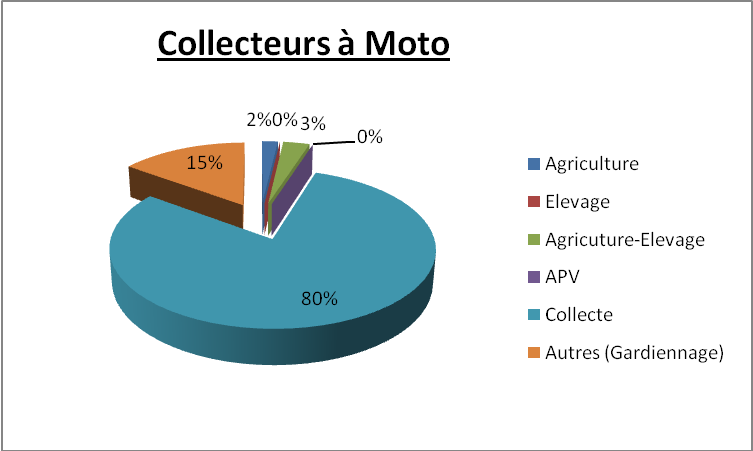 Collecteurs à Moto
2%
0%
3%
0%
15%
80%
Agriculture
Elevage
Agricuture-Elevage
APV
Collecte
Autres (Gardiennage)